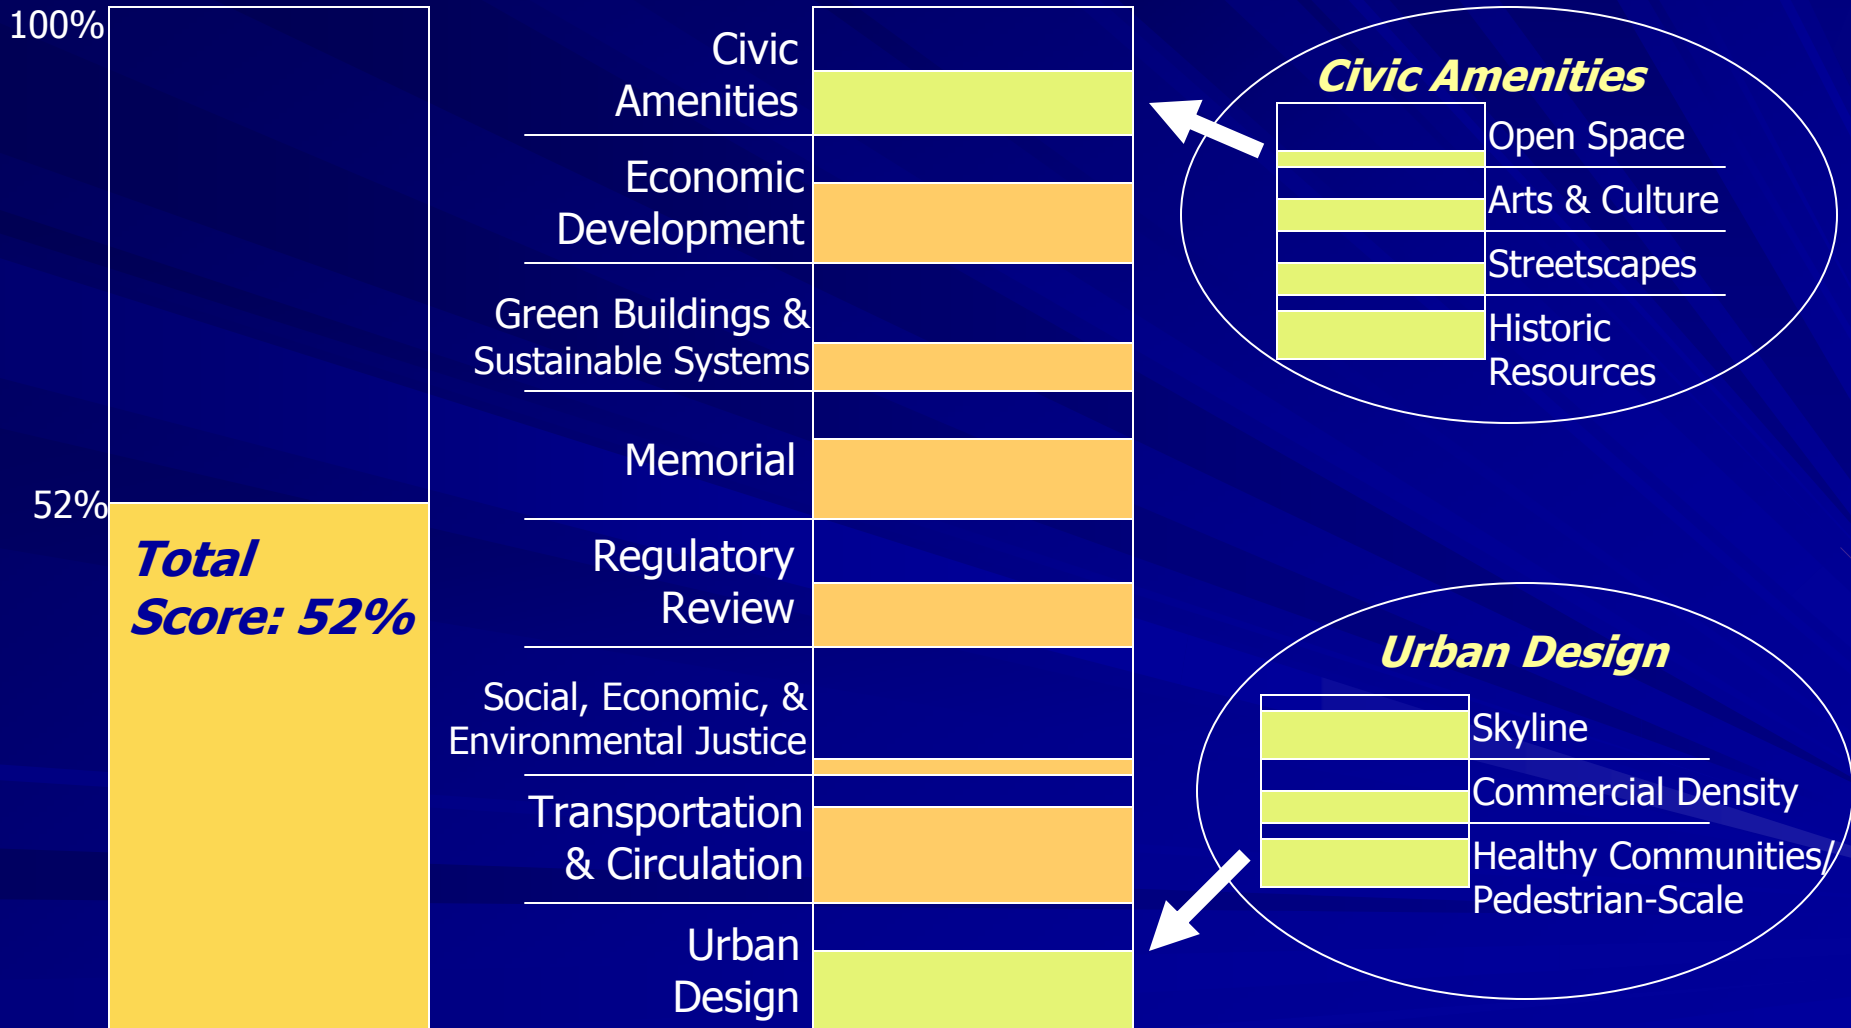 100%
52%
Total
Score: 52%
Civic
Amenities
Economic
Development
Green Buildings &
Sustainable Systems
Memorial
Regulatory
Review
Social, Economic, &
Environmental Justice
Transportation
& Circulation
Urban
Design
Civic Amenities
Open Space
Arts & Culture
Streetscapes
Historic
Resources
Urban Design
Skyline
Commercial Density
Healthy Communities/
Pedestrian-Scale